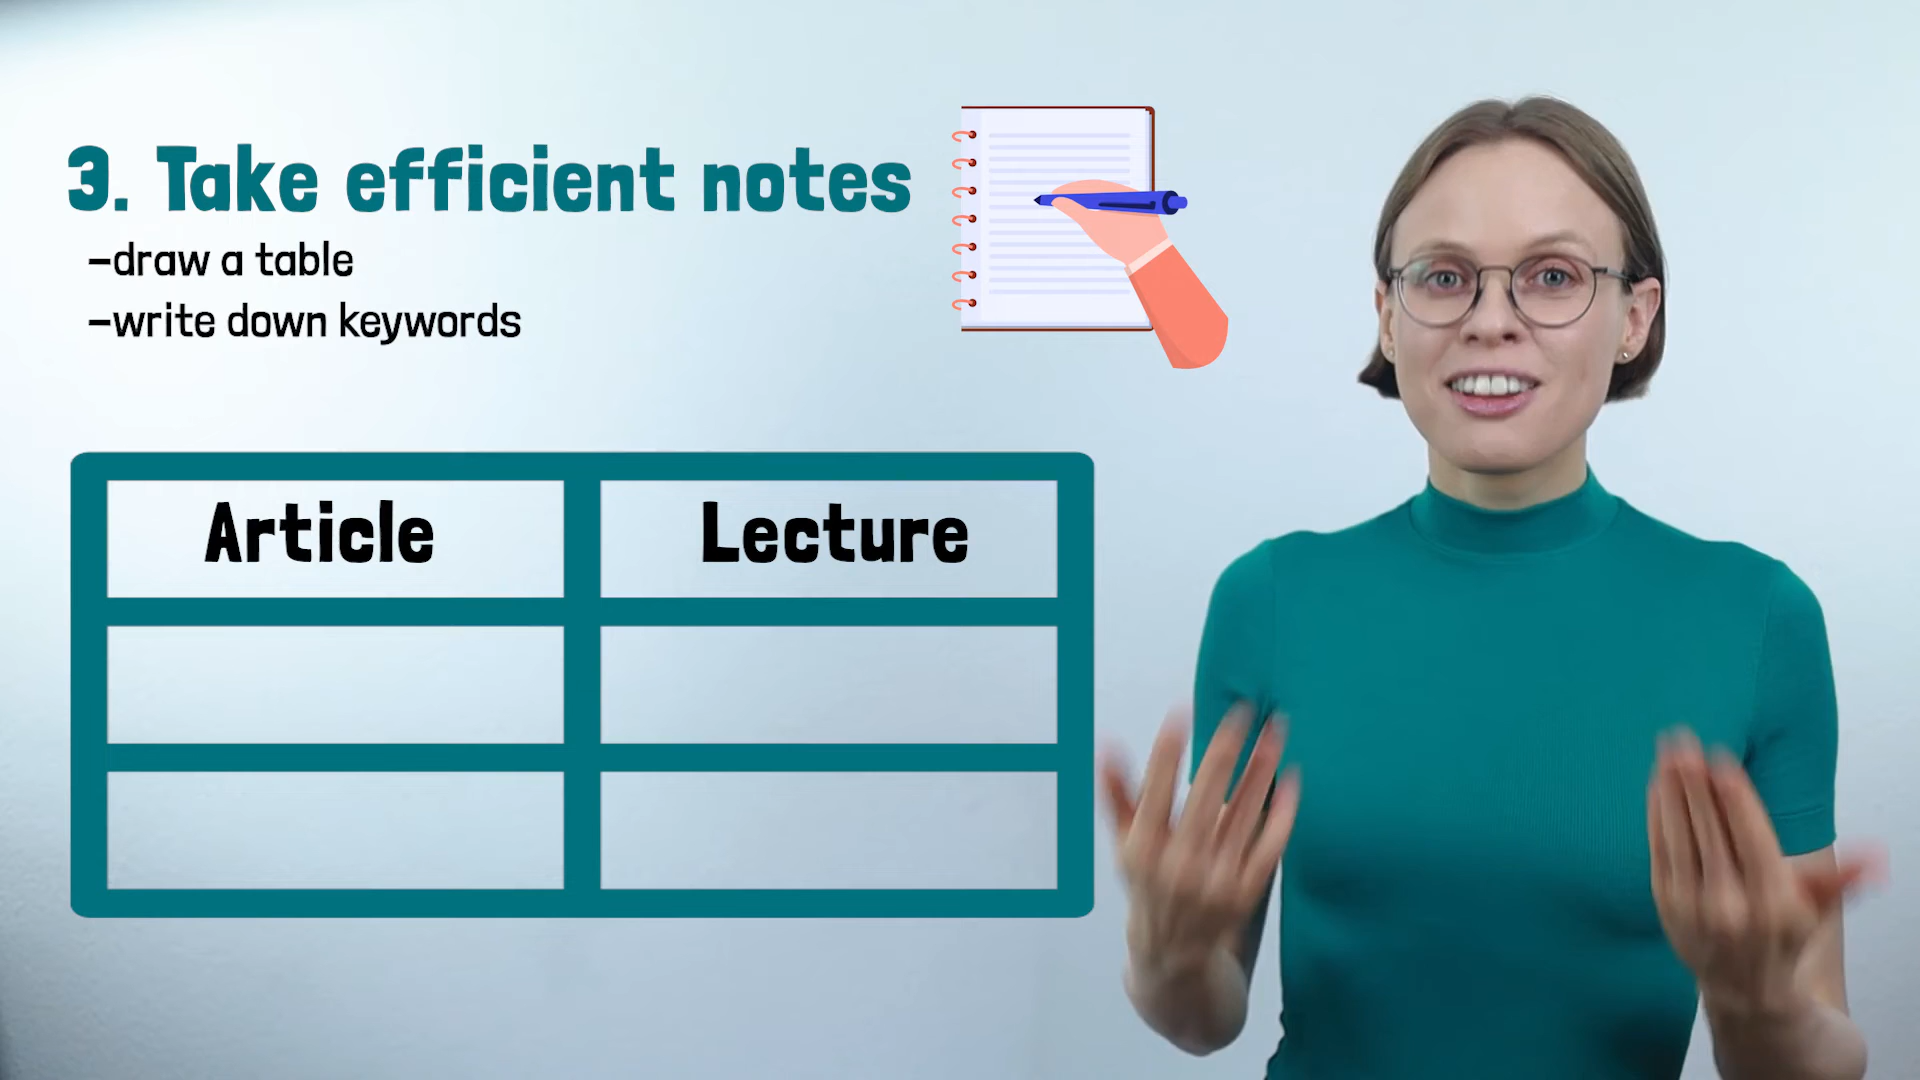 3. Take efficient notes
-draw a table
-write down keywords
Article
Lecture